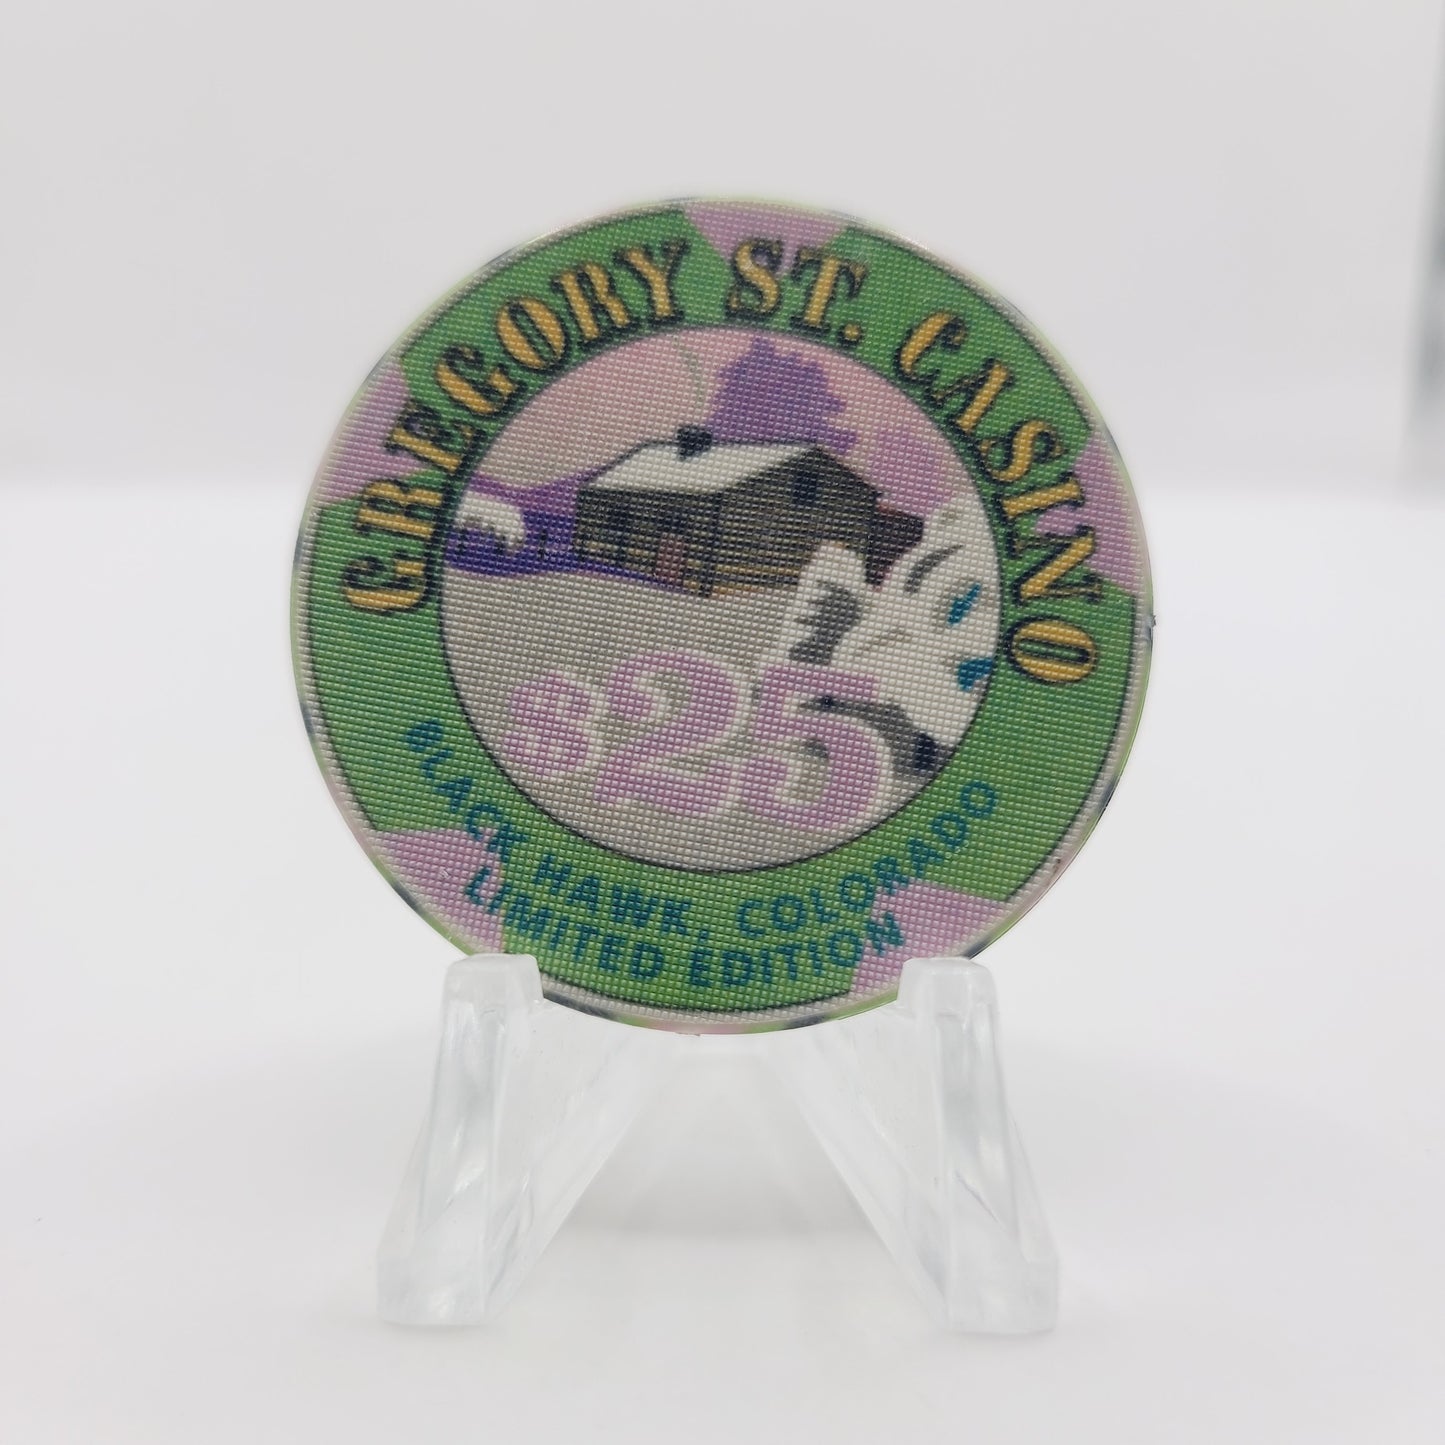 GREGORY ST. CASINO
$25
BLACK HAWK, COLORADO
LIMITED EDITION